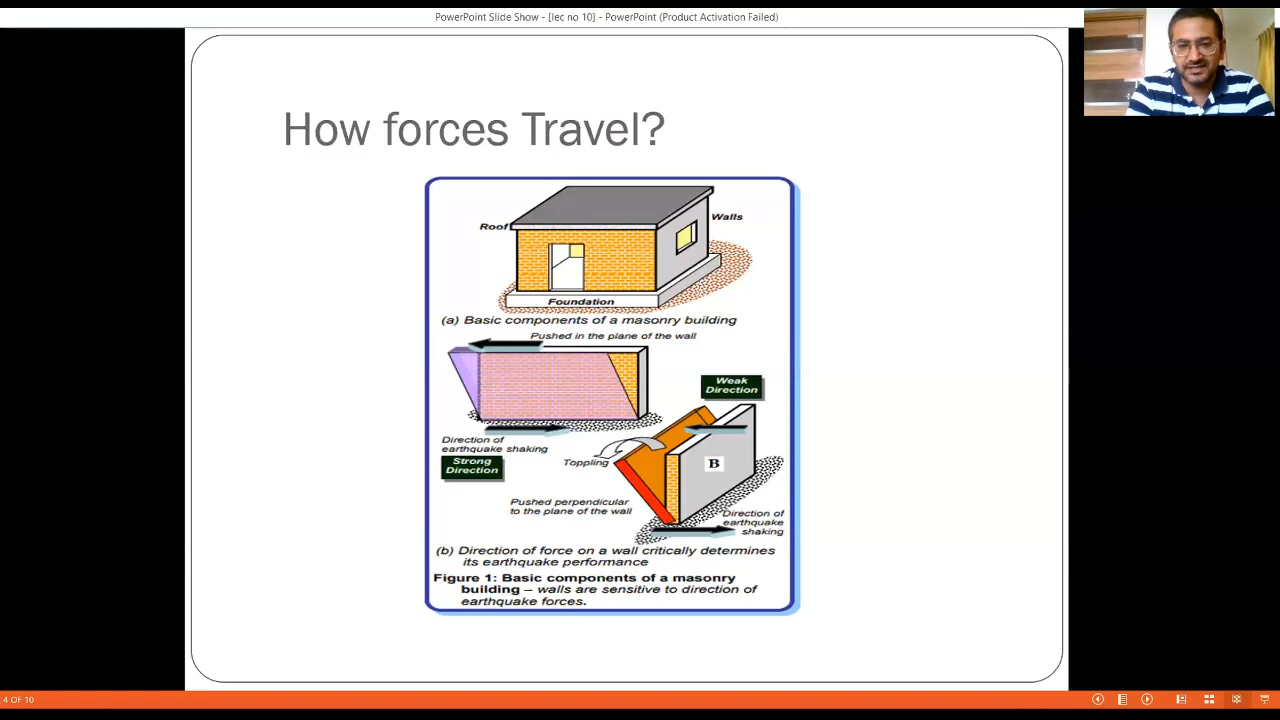 PowerPoint Slide Show - [lec no 10] - PowerPoint (Product Activation Failed)
How forces Travel?
Roof
Walls
Foundation
(a) Basic components of a masonry building
Pushed in the plane of the wall
Weak
Direction
Direction of
earthquake shaking
Strong
Direction
Toppling
B
Pushed perpendicular
to the plane of the wall
Direction of
earthquake
shaking
(b) Direction of force on a wall critically determines
its earthquake performance
Figure 1: Basic components of a masonry
building – walls are sensitive to direction of
earthquake forces.
4 OF 10